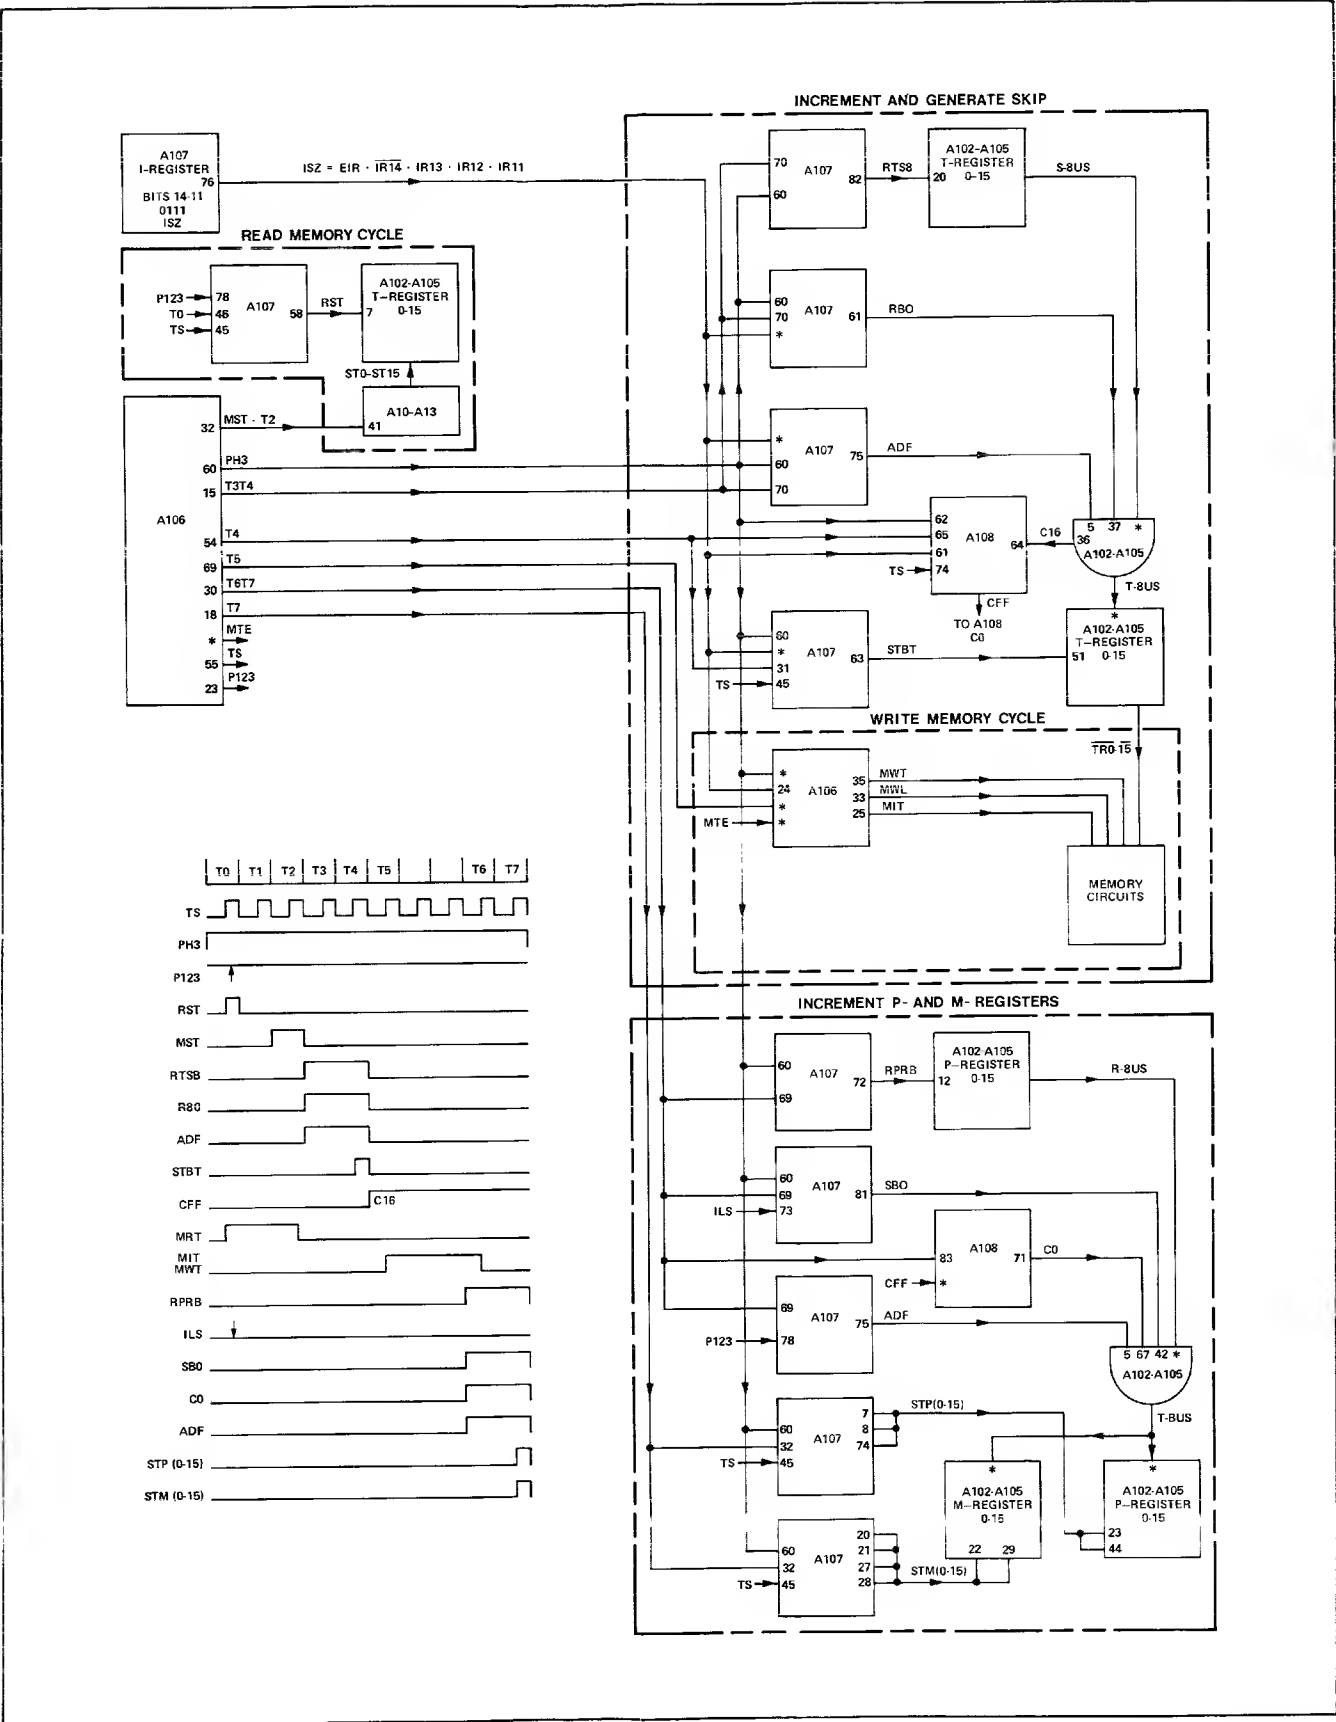 INCREMENT AND GENERATE SKIP
A107
I-REGISTER
76
BITS 14-11
0111
ISZ
ISZ = EIR · IR14 · IR13 · IR12 · IR11
70
60
A107
82
RTS8
A102-A105
T-REGISTER
20 0-15
S-8US
READ MEMORY CYCLE
P123
T0
TS
78
46
45
A107
58
RST
A102-A105
T-REGISTER
0-15
7
ST0-ST15
A10-A13
41
60
70
*
A107
61
RBO
A106
32 MST · T2
60 PH3
15 T3T4
54 T4
69 T5
30 T6T7
18 T7
* MTE
55 TS
23 P123
*
60
70
A107
75
ADF
62
65
61
TS 74
A108
64
C16
CFF
TO A108
C0
5 37 *
36
A102-A105
T-8US
60
*
31
TS 45
A107
63
STBT
*
A102-A105
T-REGISTER
51 0-15
WRITE MEMORY CYCLE
TR0-15
*
24
*
MTE *
A106
35 MWT
33 MWL
25 MIT
MEMORY
CIRCUITS
T0 T1 T2 T3 T4 T5 T6 T7
TS
PH3
P123
RST
MST
RTSB
R80
ADF
STBT
CFF C16
MRT
MIT
MWT
RPRB
ILS
SB0
C0
ADF
STP (0-15)
STM (0-15)
INCREMENT P- AND M- REGISTERS
60
69
A107
72
RPRB
A102-A105
P-REGISTER
12 0-15
R-8US
60
69
ILS 73
A107
81
SBO
83
CFF *
A108
71
C0
69
P123 78
A107
75
ADF
5 67 42 *
A102-A105
T-BUS
60
32
TS 45
A107
7
8
74
STP(0-15)
*
A102-A105
M-REGISTER
0-15
22 29
*
A102-A105
P-REGISTER
0-15
23
44
60
32
TS 45
A107
20
21
27
28
STM(0-15)